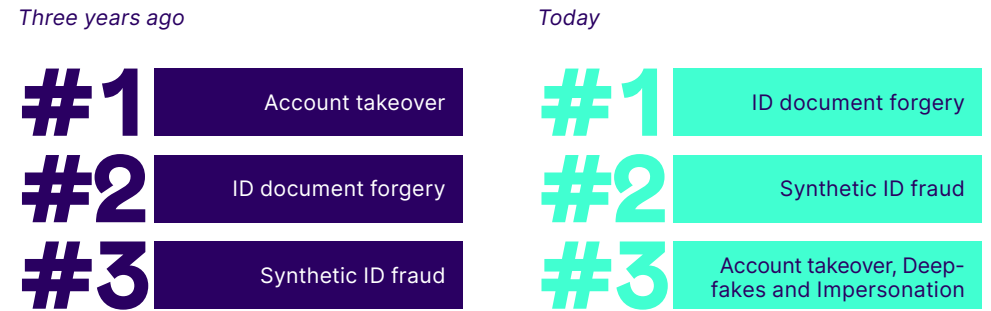 Three years ago
#1 Account takeover
#2 ID document forgery
#3 Synthetic ID fraud
Today
#1 ID document forgery
#2 Synthetic ID fraud
#3 Account takeover, Deep-
fakes and Impersonation